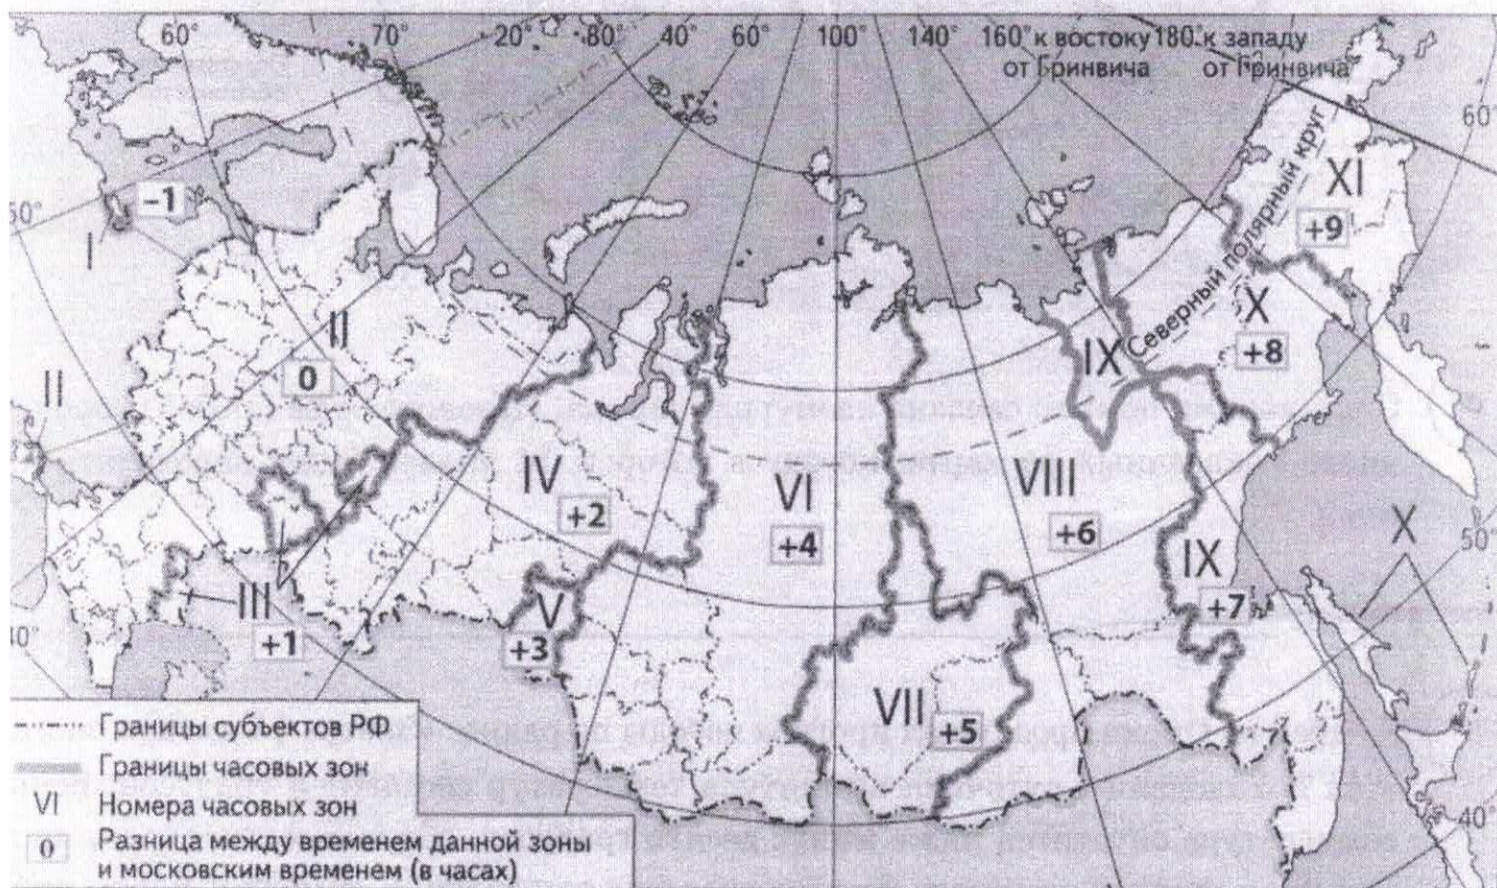 60° 70° 20° 80° 40° 60° 100° 140° 160° к востоку 180° к западу
от Гринвича от Гринвича
60°
Северный полярный круг
XI
+9
-1
50°
I
X
+8
II
0
IX
II
IV
+2
VI
+4
VIII
+6
X
50°
IX
+7
III
+1
V
+3
40°
VII
+5
Границы субъектов РФ
Границы часовых зон
VI Номера часовых зон
0 Разница между временем данной зоны
и московским временем (в часах)
40°